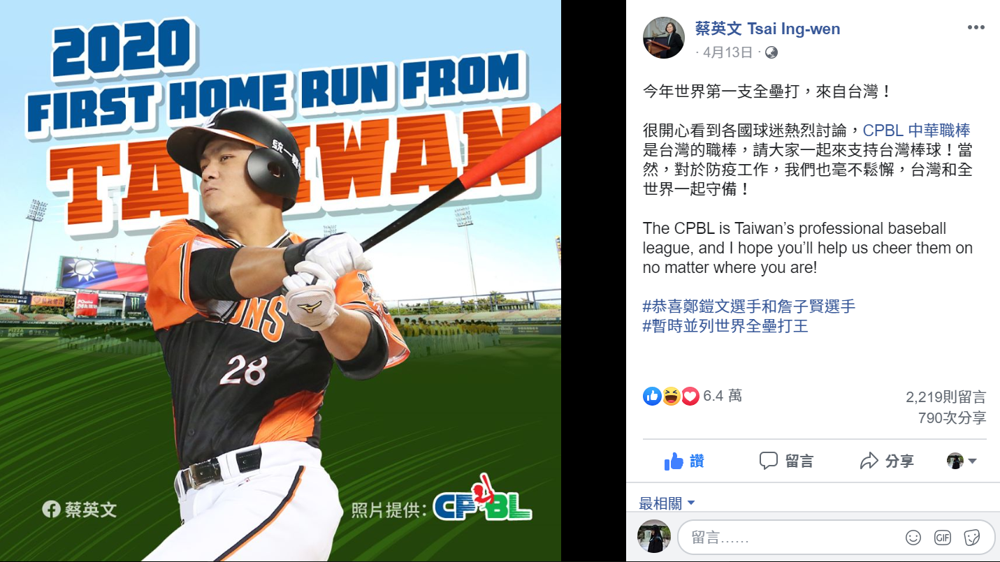 2020
FIRST HOME RUN FROM
TAIWAN
統一
IONS
28
蔡英文
照片提供：
CPBL
蔡英文 Tsai Ing-wen
· 4月13日 ·
今年世界第一支全壘打，來自台灣！
很開心看到各國球迷熱烈討論，CPBL 中華職棒
是台灣的職棒，請大家一起來支持台灣棒球！當
然，對於防疫工作，我們也毫不鬆懈，台灣和全
世界一起守備！
The CPBL is Taiwan’s professional baseball
league, and I hope you’ll help us cheer them on
no matter where you are!
#恭喜鄭鎧文選手和詹子賢選手
#暫時並列世界全壘打王
6.4 萬
2,219則留言
790次分享
讚
留言
分享
最相關
留言……
GIF